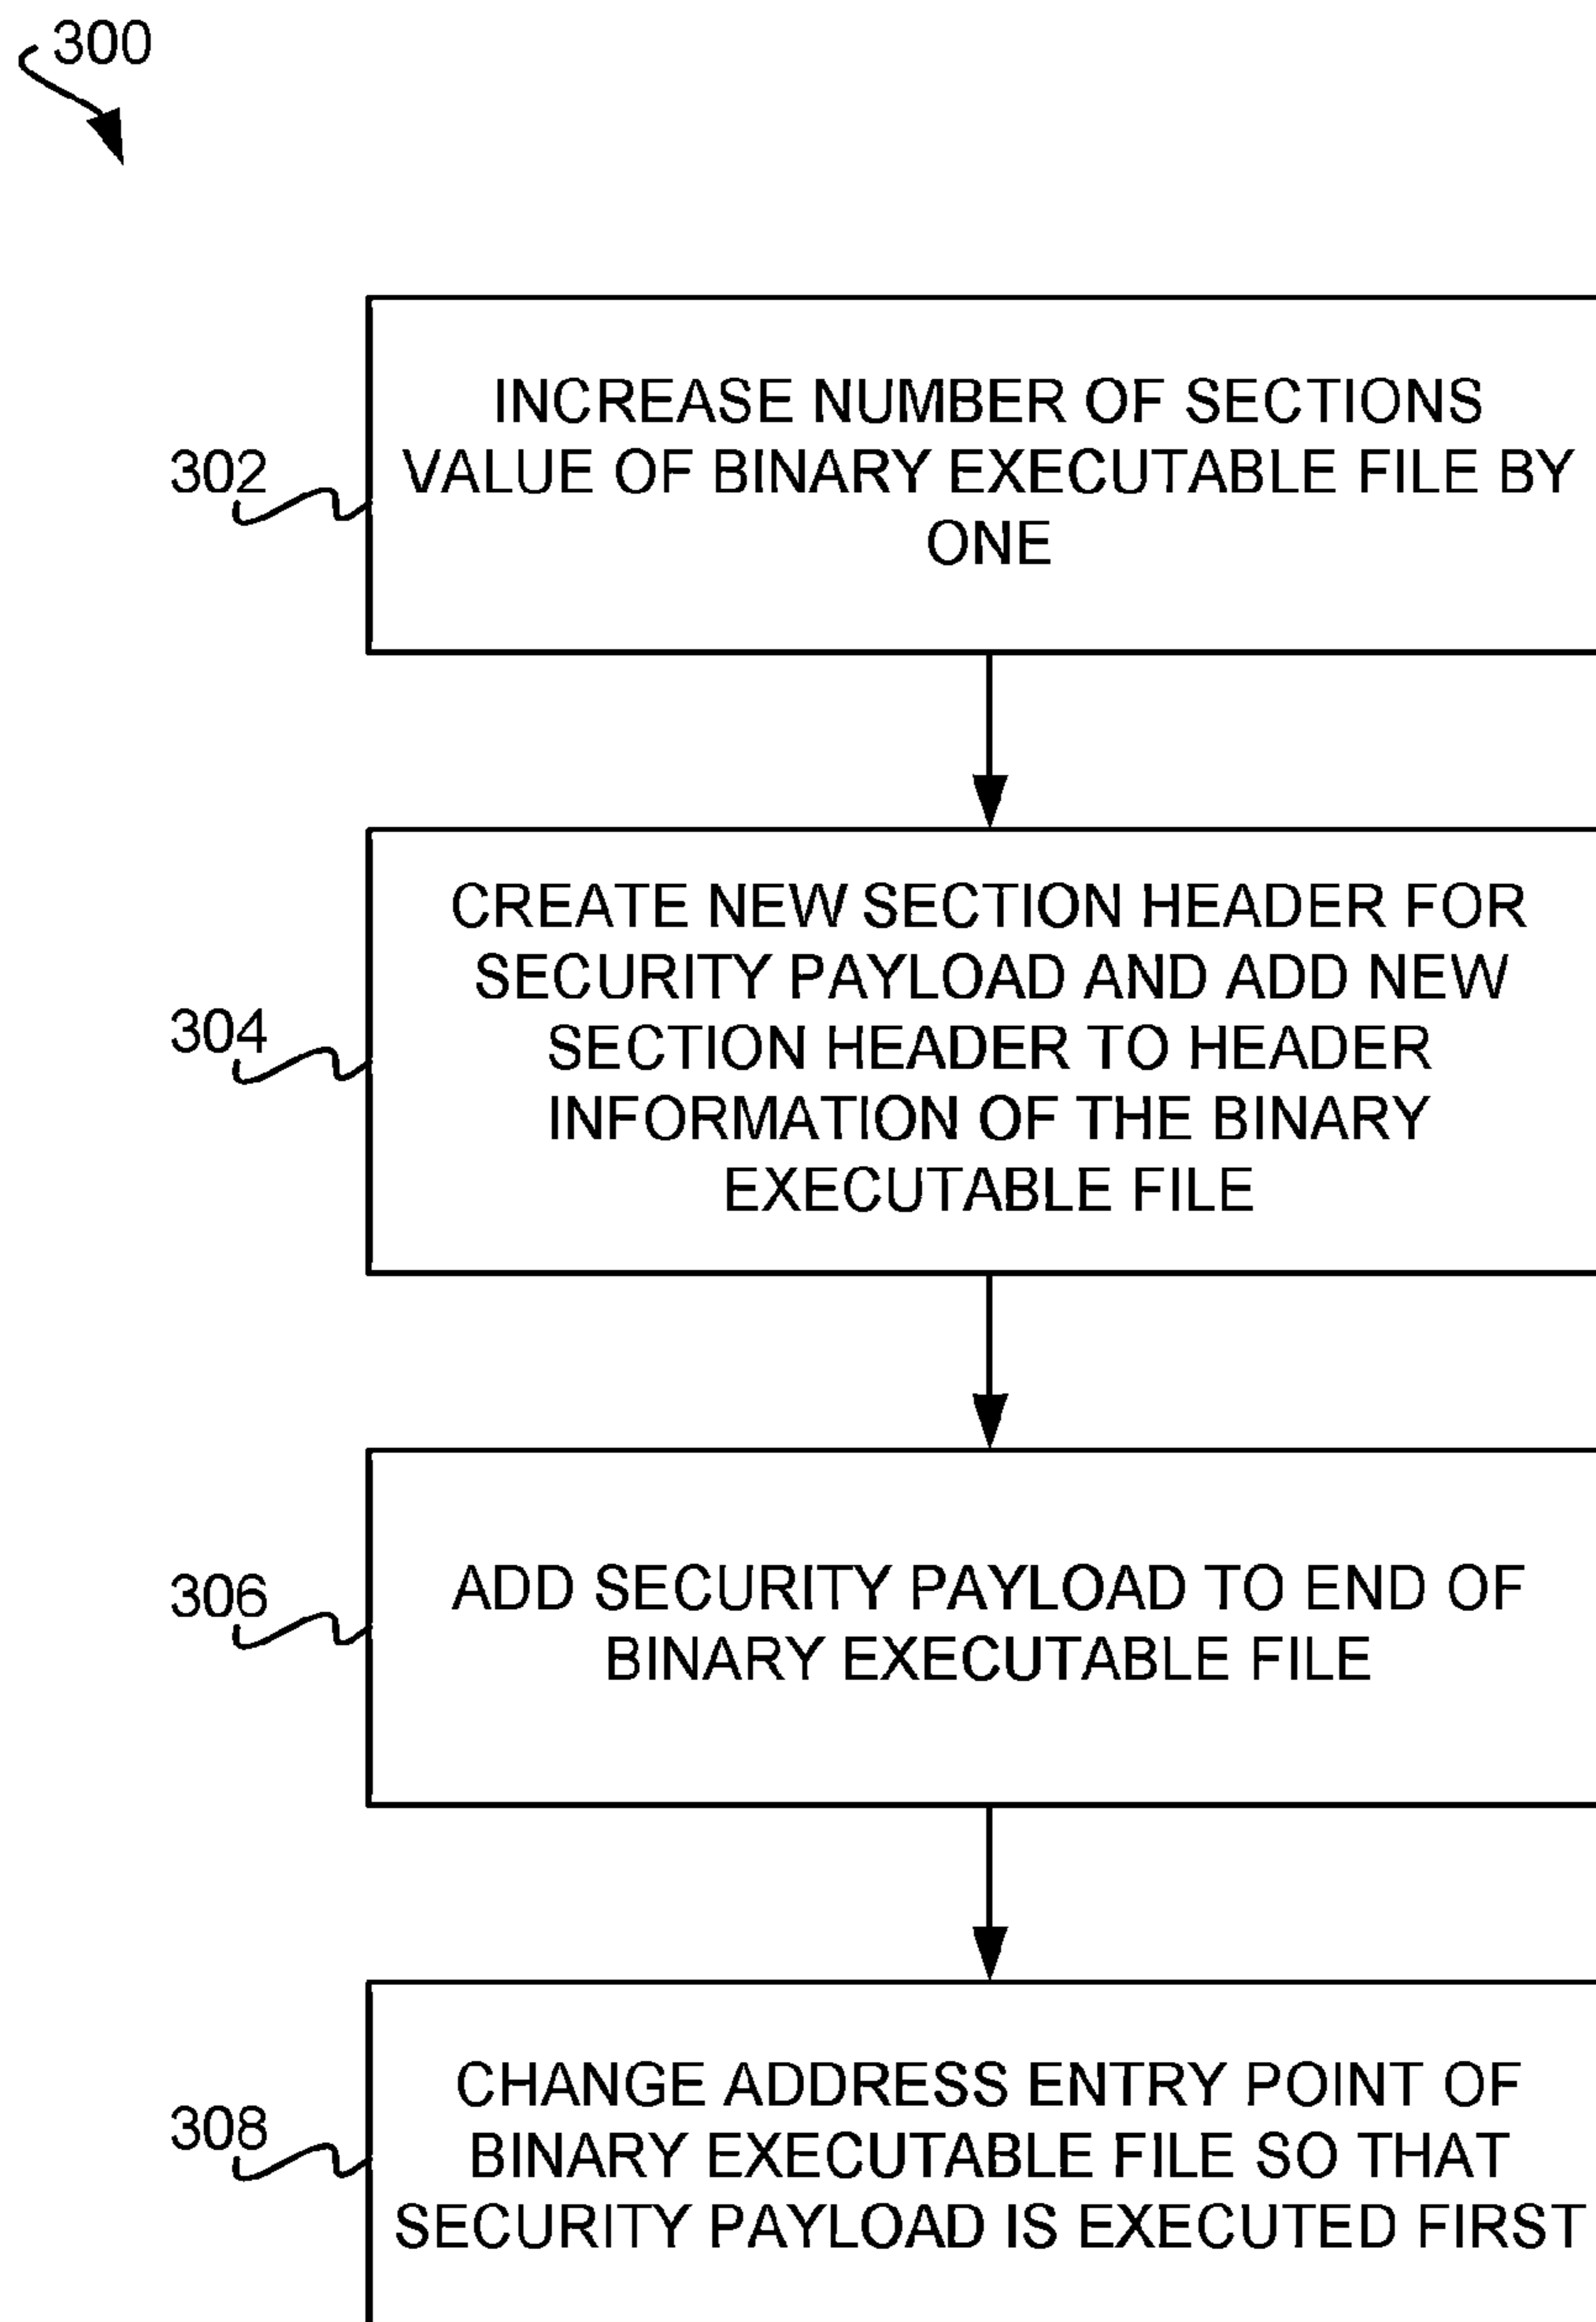 300
302
INCREASE NUMBER OF SECTIONS
VALUE OF BINARY EXECUTABLE FILE BY
ONE
304
CREATE NEW SECTION HEADER FOR
SECURITY PAYLOAD AND ADD NEW
SECTION HEADER TO HEADER
INFORMATION OF THE BINARY
EXECUTABLE FILE
306
ADD SECURITY PAYLOAD TO END OF
BINARY EXECUTABLE FILE
308
CHANGE ADDRESS ENTRY POINT OF
BINARY EXECUTABLE FILE SO THAT
SECURITY PAYLOAD IS EXECUTED FIRST